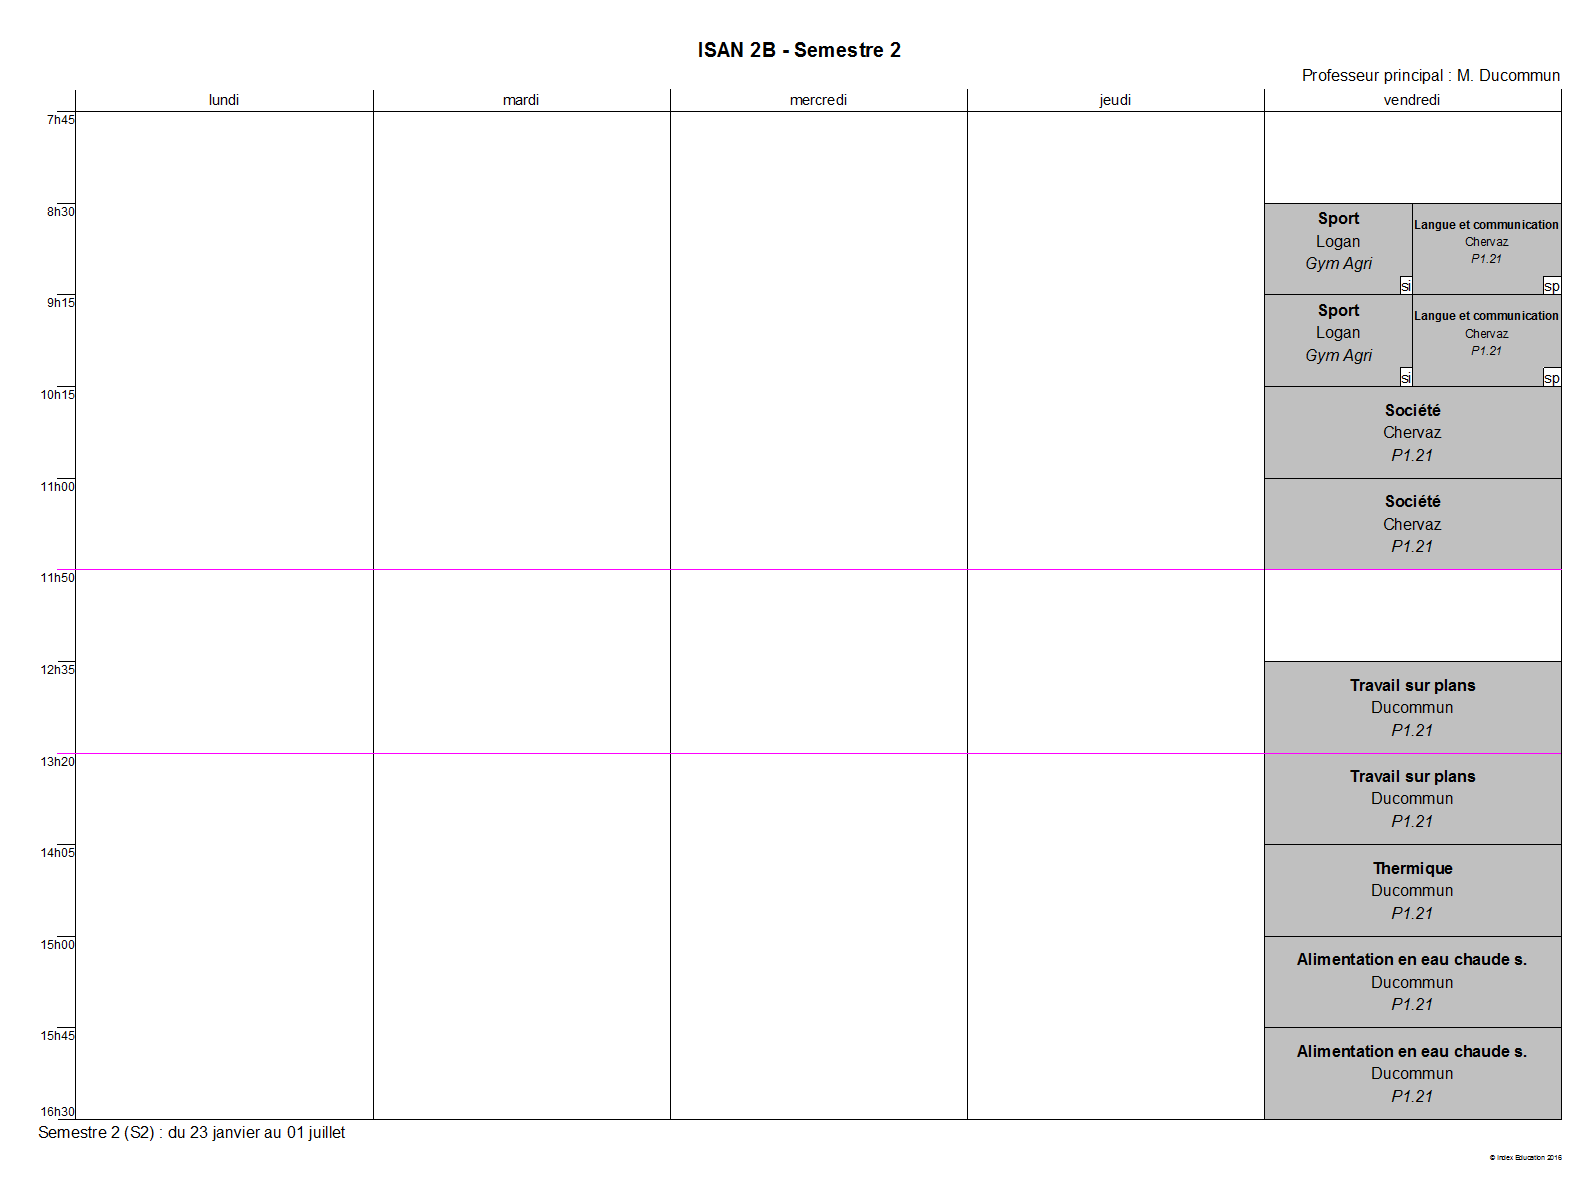 ISAN 2B - Semestre 2
Professeur principal : M. Ducommun
lundi
mardi
mercredi
jeudi
vendredi
7h45
8h30
Sport
Logan
Gym Agri
si
Langue et communication
Chervaz
P1.21
sp
9h15
Sport
Logan
Gym Agri
si
Langue et communication
Chervaz
P1.21
sp
10h15
Société
Chervaz
P1.21
11h00
Société
Chervaz
P1.21
11h50
12h35
Travail sur plans
Ducommun
P1.21
13h20
Travail sur plans
Ducommun
P1.21
14h05
Thermique
Ducommun
P1.21
15h00
Alimentation en eau chaude s.
Ducommun
P1.21
15h45
Alimentation en eau chaude s.
Ducommun
P1.21
16h30
Semestre 2 (S2) : du 23 janvier au 01 juillet
© Index Education 2016